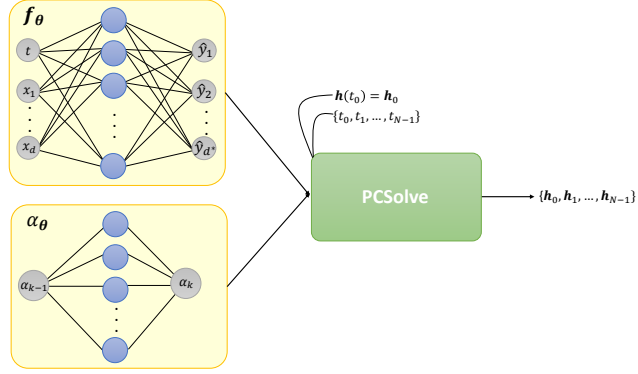 f_θ
t
x_1
x_d
ŷ_1
ŷ_2
ŷ_{d*}
h(t_0) = h_0
{t_0, t_1, ..., t_{N-1}}
PCSolve
{h_0, h_1, ..., h_{N-1}}
α_θ
α_{k-1}
α_k